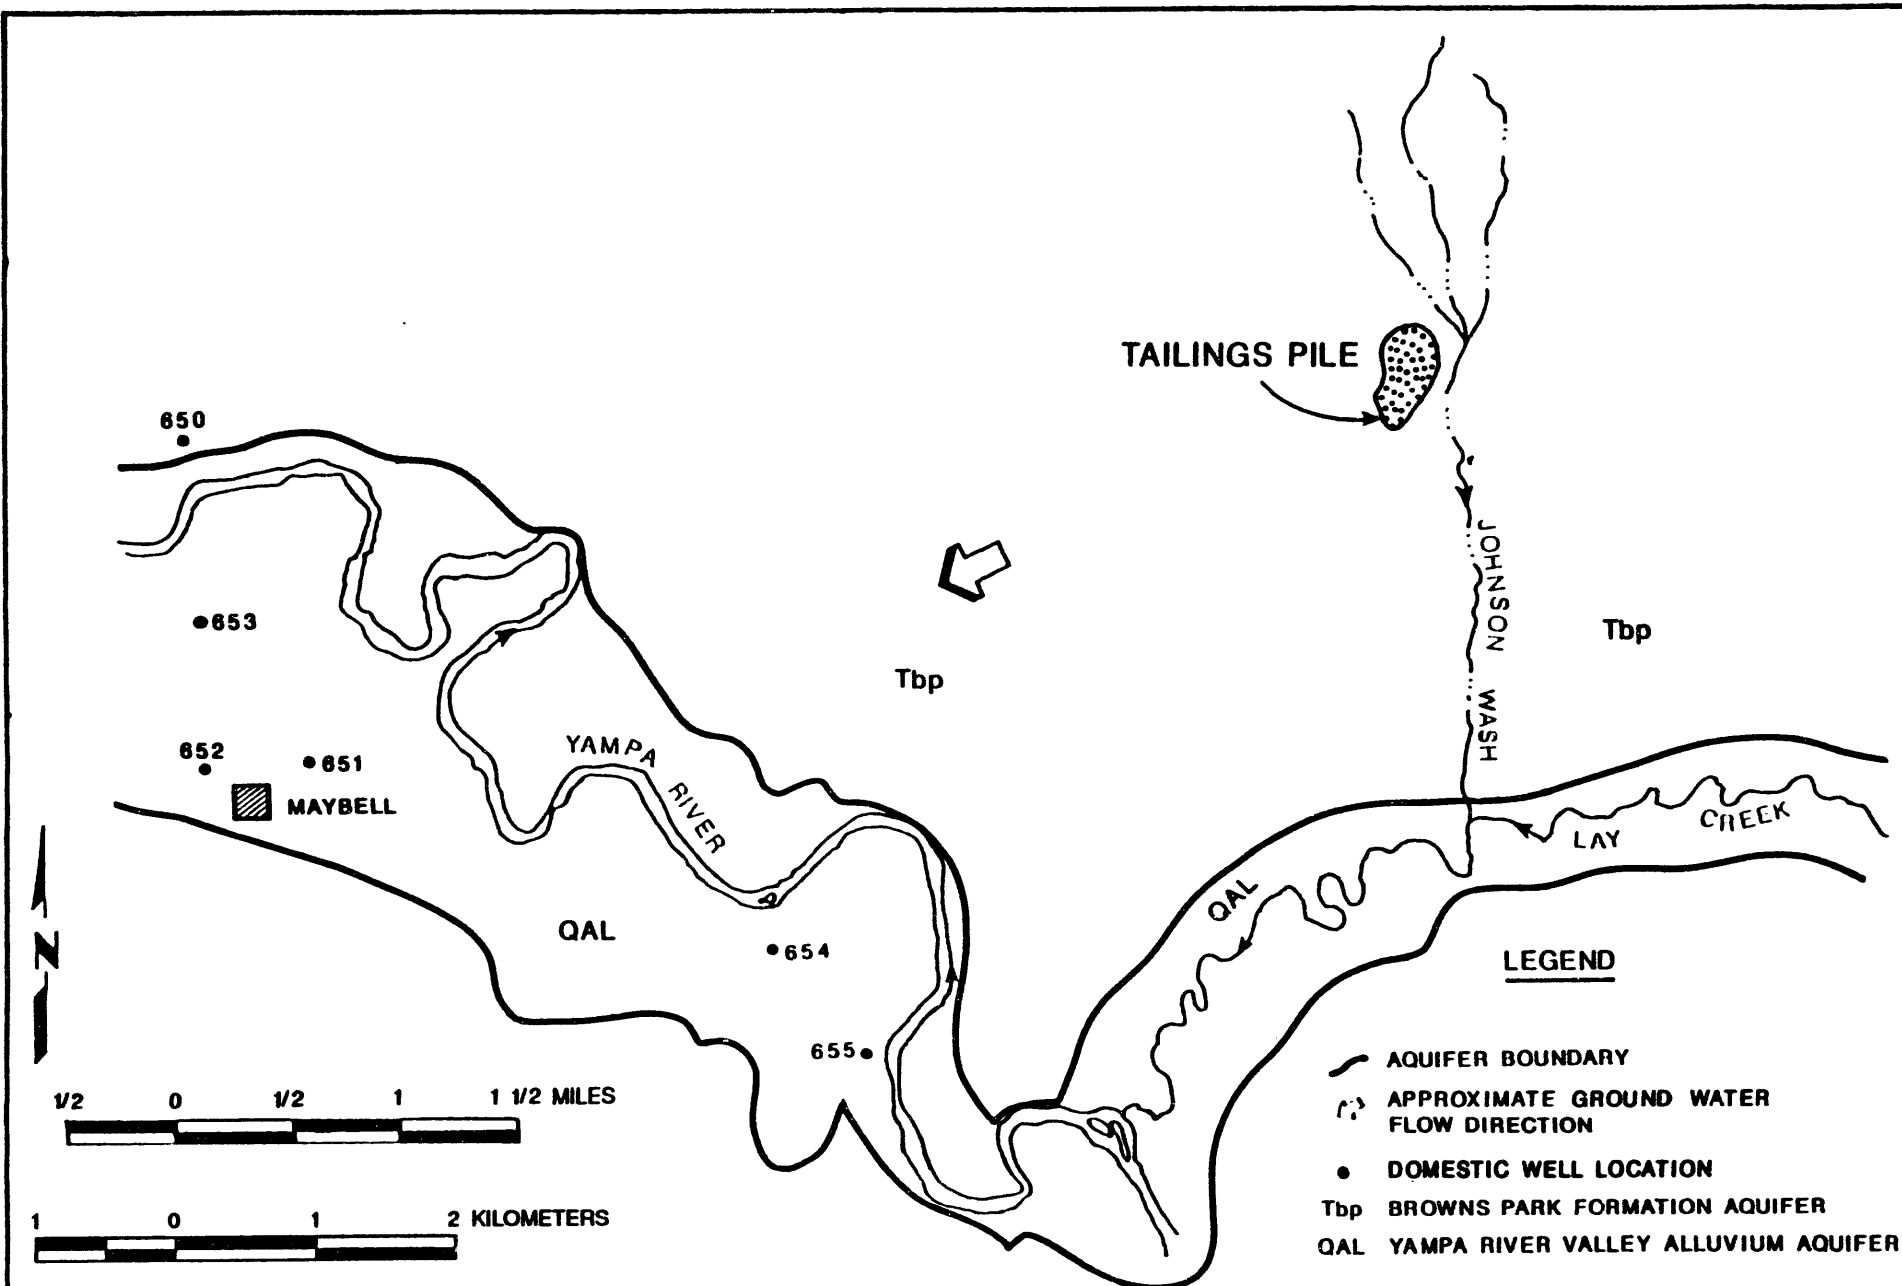 TAILINGS PILE
650
JOHNSON WASH
653
Tbp
Tbp
652
651
MAYBELL
YAMPA RIVER
LAY CREEK
QAL
QAL
654
655
N
LEGEND
AQUIFER BOUNDARY
APPROXIMATE GROUND WATER
FLOW DIRECTION
DOMESTIC WELL LOCATION
Tbp BROWNS PARK FORMATION AQUIFER
QAL YAMPA RIVER VALLEY ALLUVIUM AQUIFER
1/2 0 1/2 1 1 1/2 MILES
1 0 1 2 KILOMETERS